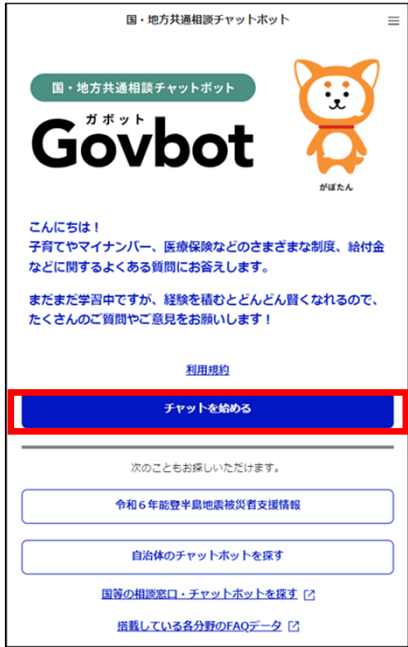 国・地方共通相談チャットボット
国・地方共通相談チャットボット
ガボット
Govbot
がぼたん
こんにちは！
子育てやマイナンバー、医療保険などのさまざまな制度、給付金
などに関するよくある質問にお答えします。
まだまだ学習中ですが、経験を積むとどんどん賢くなれるので、
たくさんのご質問やご意見をお願いします！
利用規約
チャットを始める
次のこともお探しいただけます。
令和６年能登半島地震被災者支援情報
自治体のチャットボットを探す
国等の相談窓口・チャットボットを探す
搭載している各分野のFAQデータ